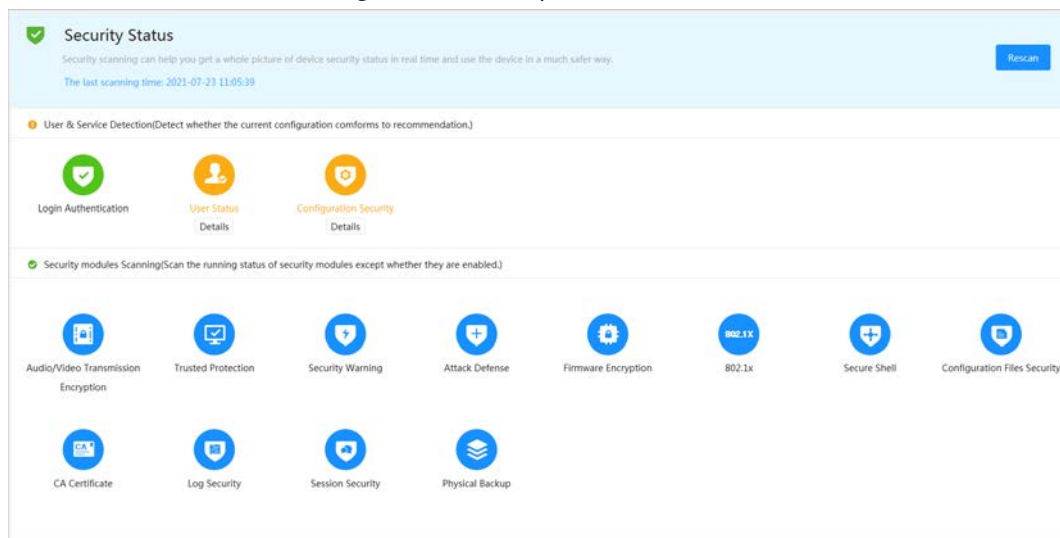 Security Status
Security scanning can help you get a whole picture of device security status in real time and use the device in a much safer way.
The last scanning time: 2021-07-23 11:05:39
Rescan
User & Service Detection(Detect whether the current configuration comforms to recommendation.)
Login Authentication
User Status
Configuration Security
Details
Details
Security modules Scanning(Scan the running status of security modules except whether they are enabled.)
802.1X
Audio/Video Transmission
Encryption
Trusted Protection
Security Warning
Attack Defense
Firmware Encryption
802.1x
Secure Shell
Configuration Files Security
CA
CA Certificate
Log Security
Session Security
Physical Backup